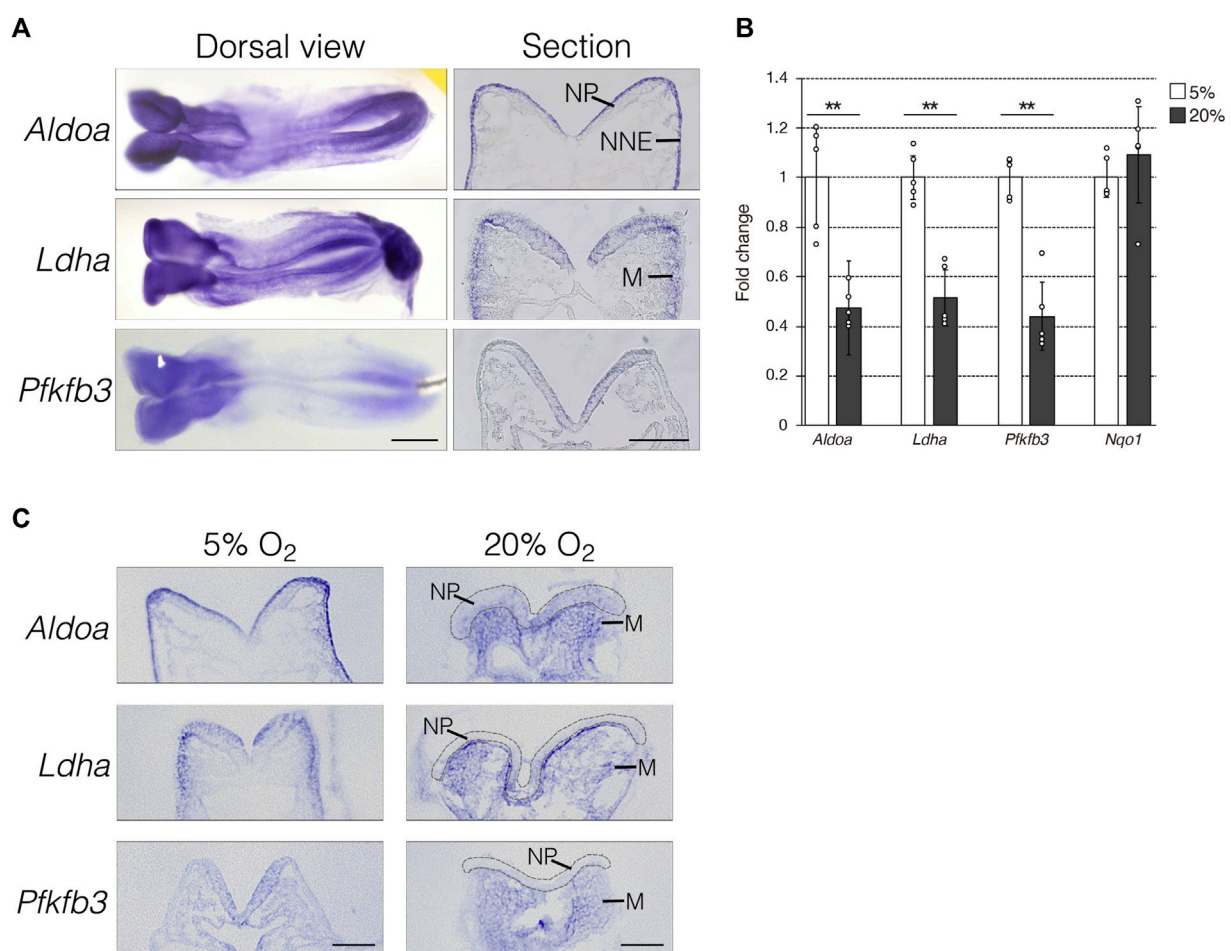 A
Dorsal view
Section
Aldoa
NP
NNE
Ldha
M
Pfkfb3
B
1.4
1.2
1
0.8
0.6
0.4
0.2
0
Fold change
**
**
**
5%
20%
Aldoa
Ldha
Pfkfb3
Nqo1
C
5% O₂
20% O₂
Aldoa
NP
M
Ldha
NP
M
Pfkfb3
NP
M